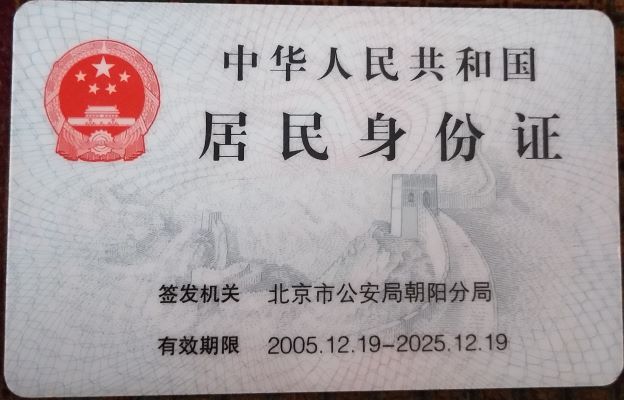 中华人民共和国
居民身份证
签发机关 北京市公安局朝阳分局
有效期限 2005.12.19-2025.12.19